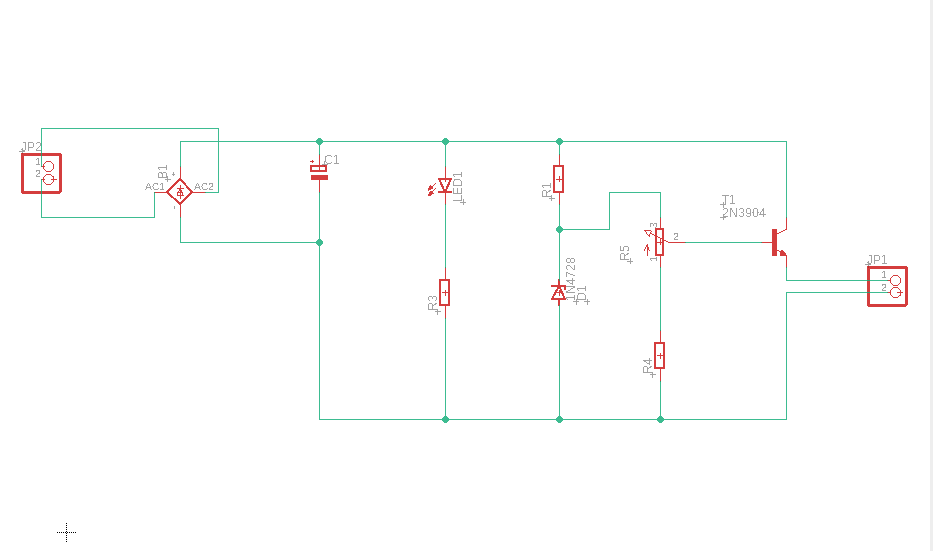 JP2
1
2
B1
+
AC1
AC2
-
+
C1
LED1
R3
R1
1N4728
D1
R5
3
2
1
R4
T1
2N3904
JP1
1
2